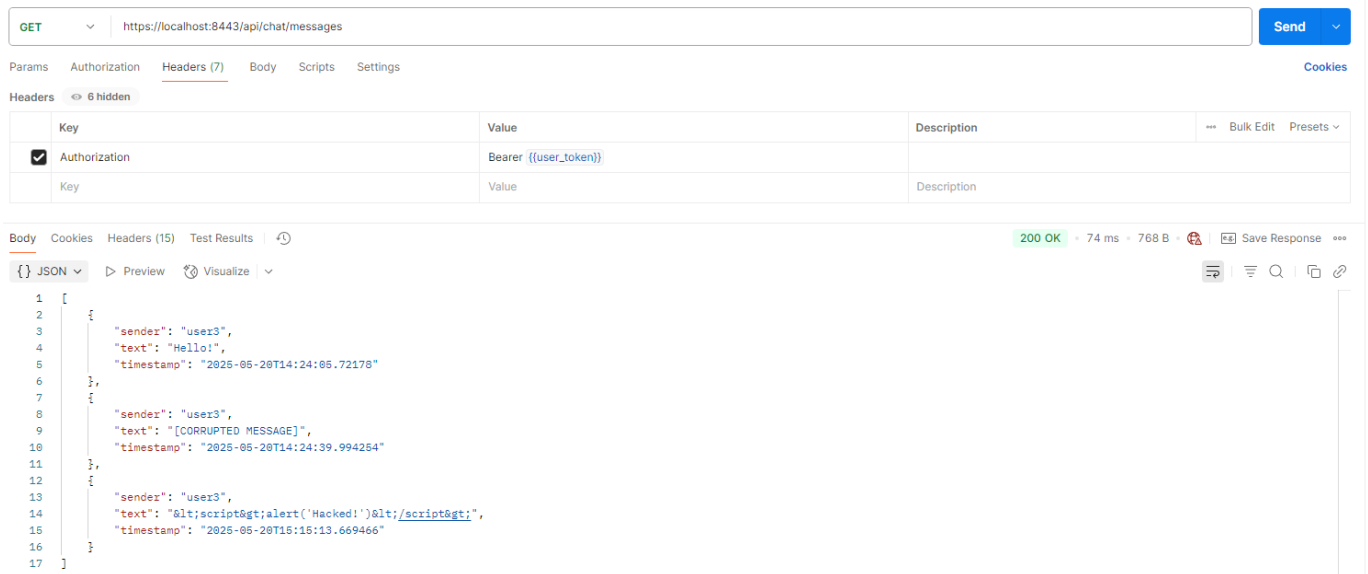 GET https://localhost:8443/api/chat/messages Send
Params Authorization Headers (7) Body Scripts Settings Cookies
Headers 6 hidden
Key Value Description Bulk Edit Presets
Authorization Bearer {{user_token}}
Key Value Description
Body Cookies Headers (15) Test Results 200 OK • 74 ms • 768 B • e.g. Save Response
{} JSON Preview Visualize
1 [
2 {
3 "sender": "user3",
4 "text": "Hello!",
5 "timestamp": "2025-05-20T14:24:05.72178"
6 },
7 {
8 "sender": "user3",
9 "text": "[CORRUPTED MESSAGE]",
10 "timestamp": "2025-05-20T14:24:39.994254"
11 },
12 {
13 "sender": "user3",
14 "text": "&lt;script&gt;alert('Hacked!')&lt;/script&gt;",
15 "timestamp": "2025-05-20T15:15:13.669466"
16 }
17 ]